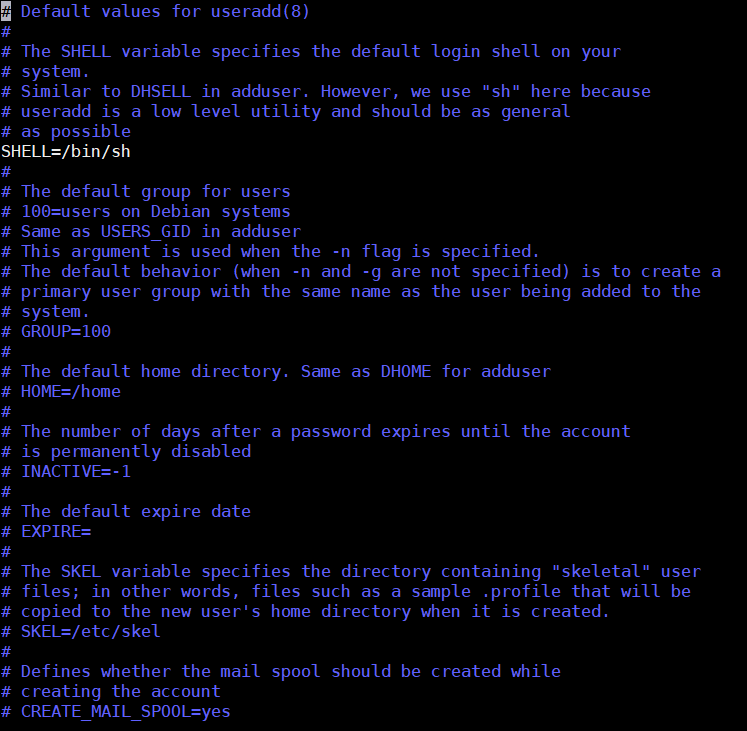 # Default values for useradd(8)
#
# The SHELL variable specifies the default login shell on your
# system.
# Similar to DHSELL in adduser. However, we use "sh" here because
# useradd is a low level utility and should be as general
# as possible
SHELL=/bin/sh
#
# The default group for users
# 100=users on Debian systems
# Same as USERS_GID in adduser
# This argument is used when the -n flag is specified.
# The default behavior (when -n and -g are not specified) is to create a
# primary user group with the same name as the user being added to the
# system.
# GROUP=100
#
# The default home directory. Same as DHOME for adduser
# HOME=/home
#
# The number of days after a password expires until the account
# is permanently disabled
# INACTIVE=-1
#
# The default expire date
# EXPIRE=
#
# The SKEL variable specifies the directory containing "skeletal" user
# files; in other words, files such as a sample .profile that will be
# copied to the new user's home directory when it is created.
# SKEL=/etc/skel
#
# Defines whether the mail spool should be created while
# creating the account
# CREATE_MAIL_SPOOL=yes